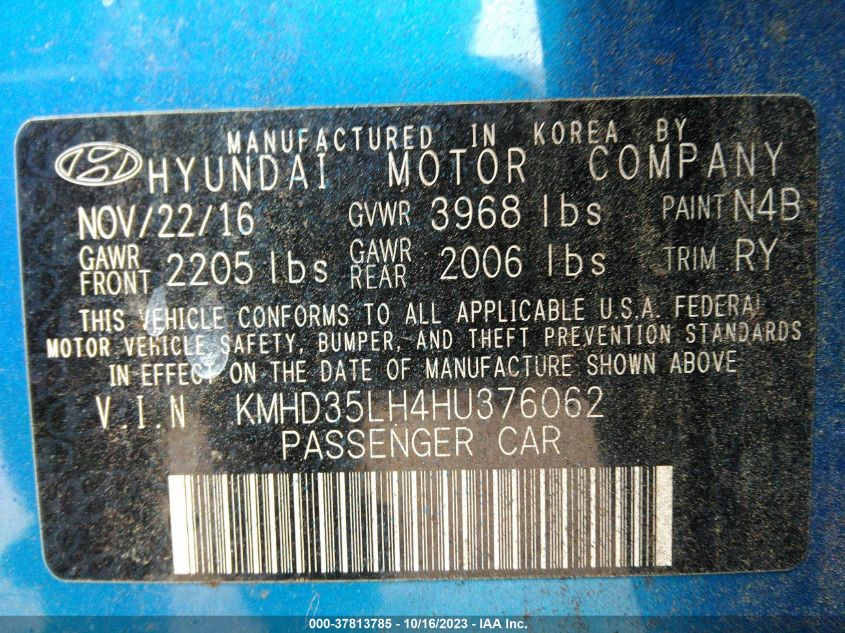 MANUFACTURED IN KOREA BY
HYUNDAI MOTOR COMPANY
NOV/22/16 GVWR 3968 lbs PAINT N4B
GAWR FRONT 2205 lbs GAWR REAR 2006 lbs TRIM RY
THIS VEHICLE CONFORMS TO ALL APPLICABLE U.S.A. FEDERAL
MOTOR VEHICLE SAFETY, BUMPER, AND THEFT PREVENTION STANDARDS
IN EFFECT ON THE DATE OF MANUFACTURE SHOWN ABOVE
V.I.N KMHD35LH4HU376062
PASSENGER CAR
000-37813785 - 10/16/2023 - IAA Inc.